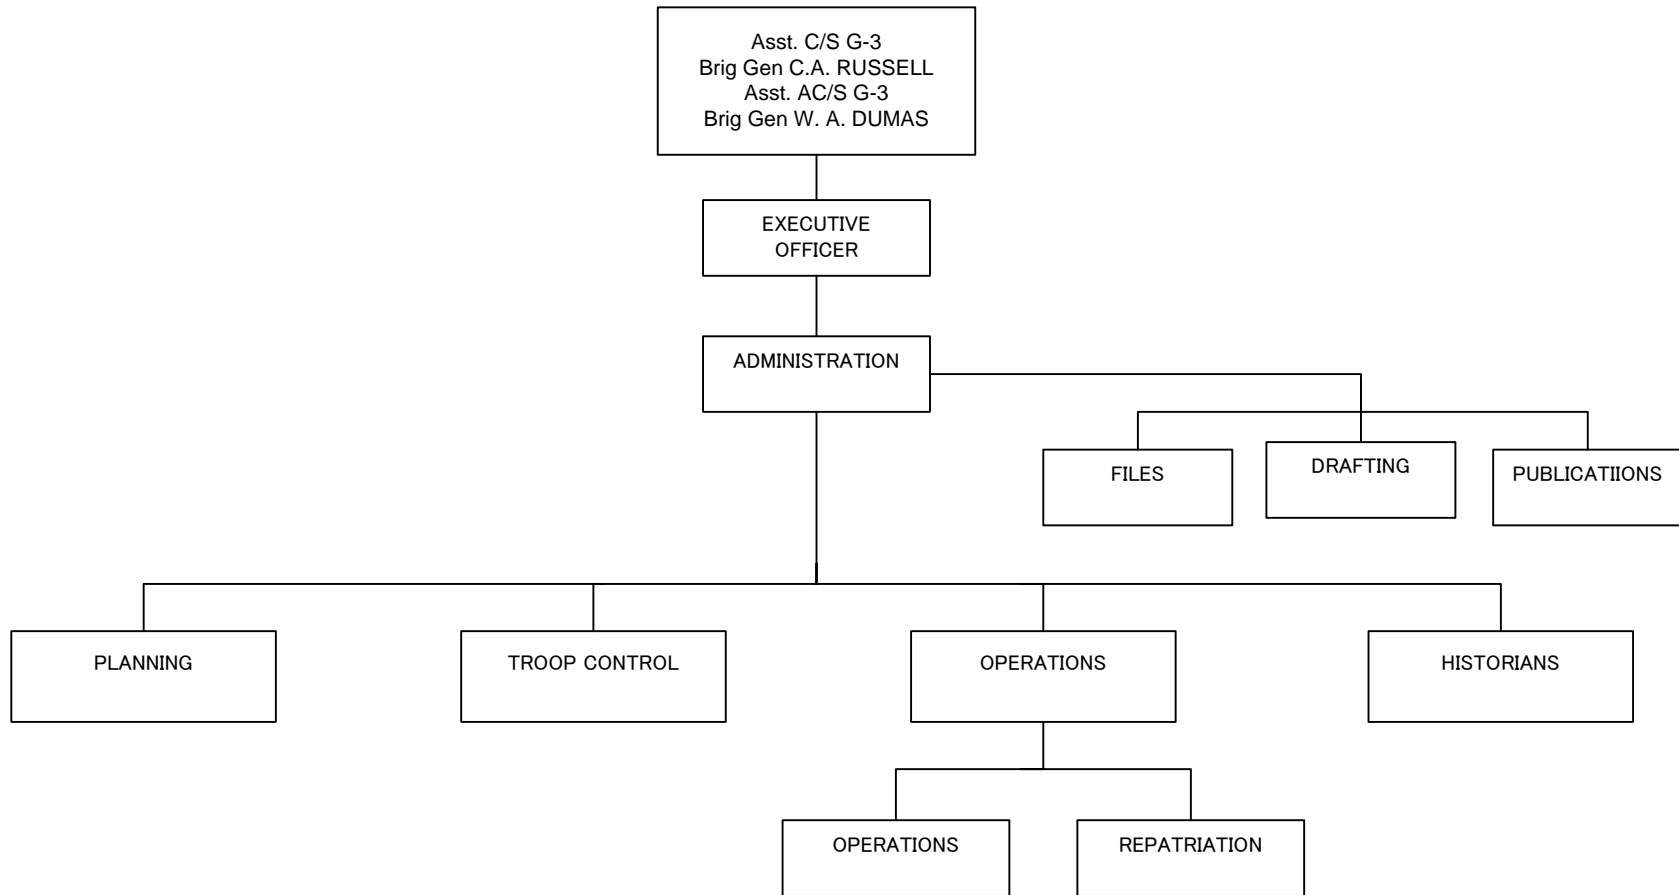 Asst. C/S G-3
Brig Gen C.A. RUSSELL
Asst. AC/S G-3
Brig Gen W. A. DUMAS
EXECUTIVE
OFFICER
ADMINISTRATION
FILES
DRAFTING
PUBLICATIIONS
PLANNING
TROOP CONTROL
OPERATIONS
HISTORIANS
OPERATIONS
REPATRIATION